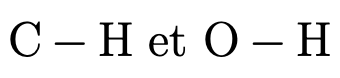 C – H et O – H